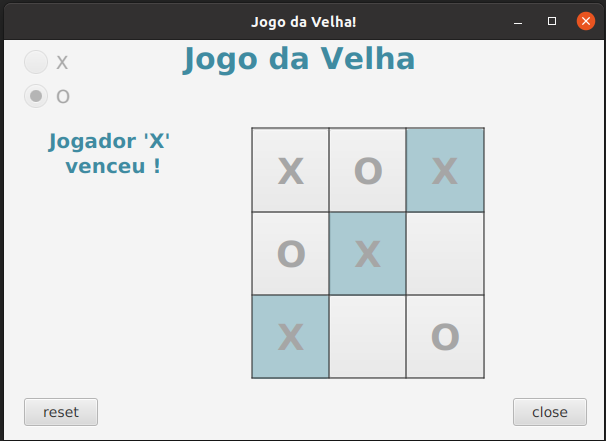 Jogo da Velha!
X
Jogo da Velha
O
Jogador 'X'
venceu !
X O X
O X
X O
reset close